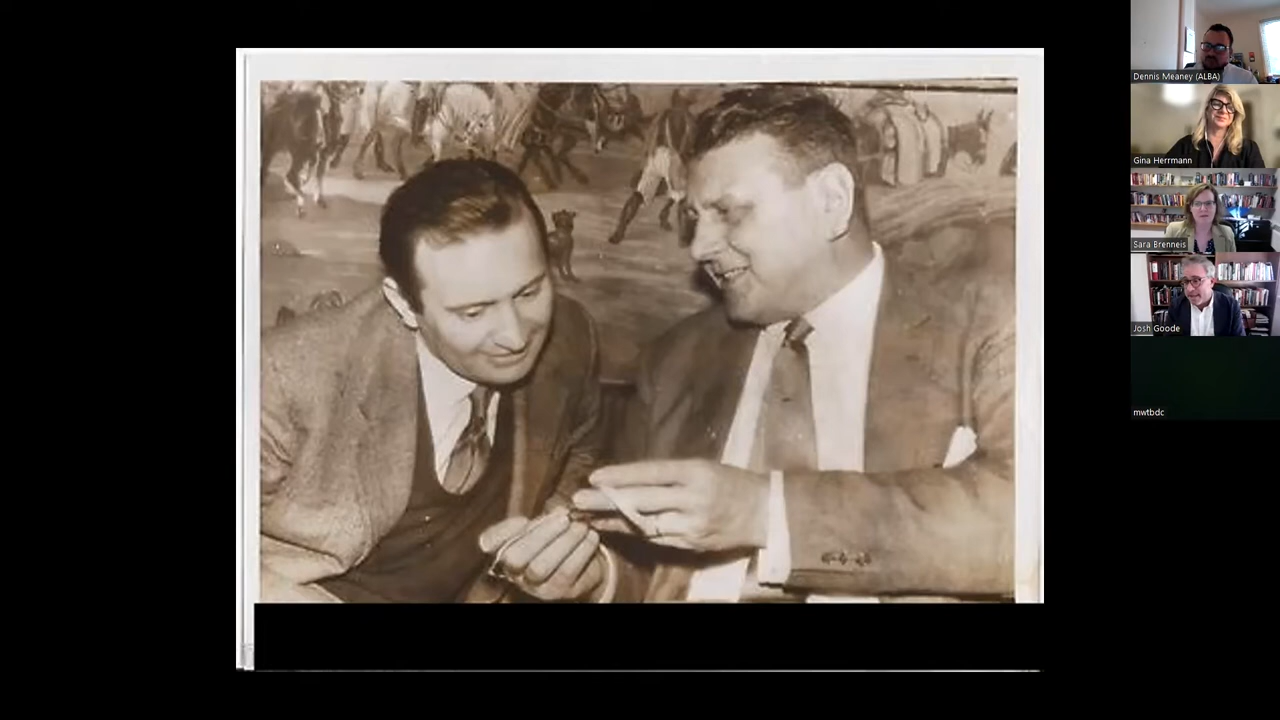 Dennis Meaney (ALBA)
Gina Herrmann
Sara Brenneis
Josh Goode
mwtbdc